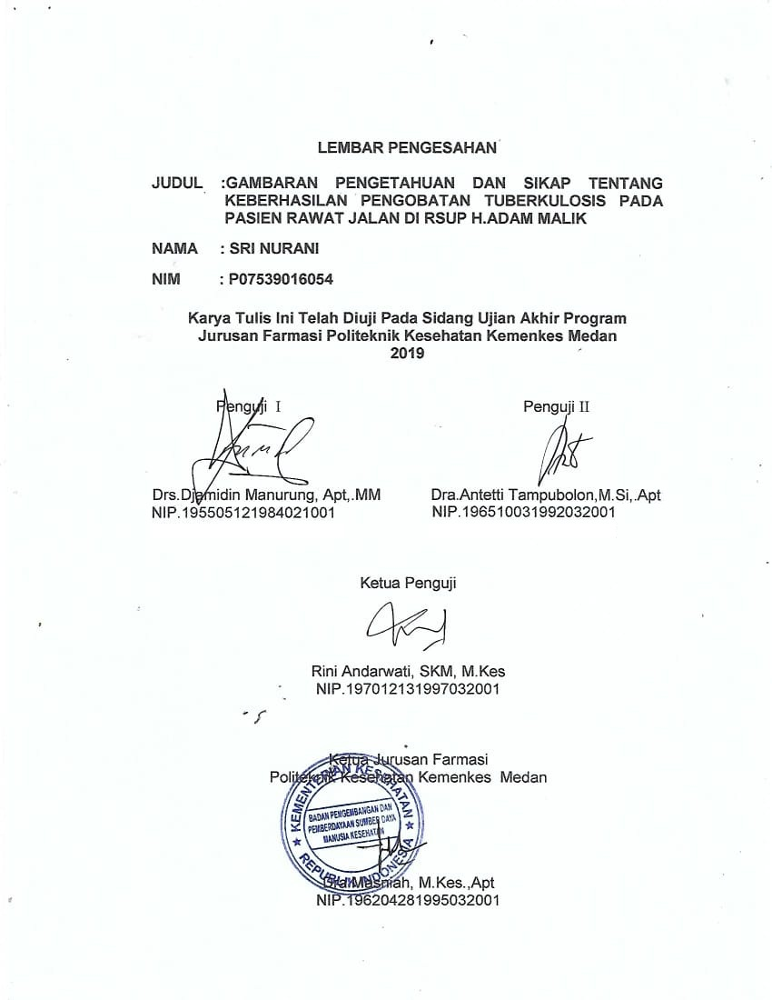 LEMBAR PENGESAHAN
JUDUL :GAMBARAN PENGETAHUAN DAN SIKAP TENTANG
KEBERHASILAN PENGOBATAN TUBERKULOSIS PADA
PASIEN RAWAT JALAN DI RSUP H.ADAM MALIK
NAMA : SRI NURANI
NIM : P07539016054
Karya Tulis Ini Telah Diuji Pada Sidang Ujian Akhir Program
Jurusan Farmasi Politeknik Kesehatan Kemenkes Medan
2019
Penguji I Penguji II
Drs.Djamidin Manurung, Apt,.MM Dra.Antetti Tampubolon,M.Si,.Apt
NIP.195505121984021001 NIP.196510031992032001
Ketua Penguji
Rini Andarwati, SKM, M.Kes
NIP.197012131997032001
Ketua Jurusan Farmasi
Politeknik Kesehatan Kemenkes Medan
KEMENTERIAN KESEHATAN
BADAN PENGEMBANGAN DAN
PEMBERDAYAAN SUMBER DAYA
MANUSIA KESEHATAN
REPUBLIK INDONESIA
Dra.Masniah, M.Kes.,Apt
NIP.196204281995032001